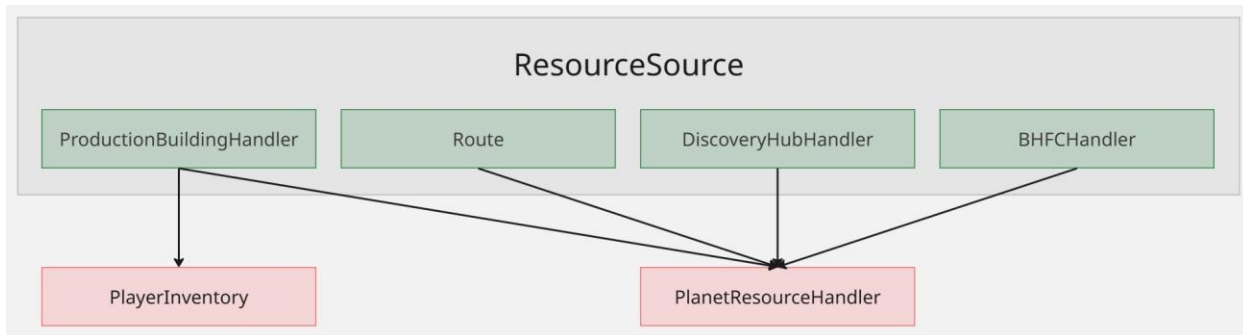 ResourceSource
ProductionBuildingHandler
Route
DiscoveryHubHandler
BHFCHandler
PlayerInventory
PlanetResourceHandler